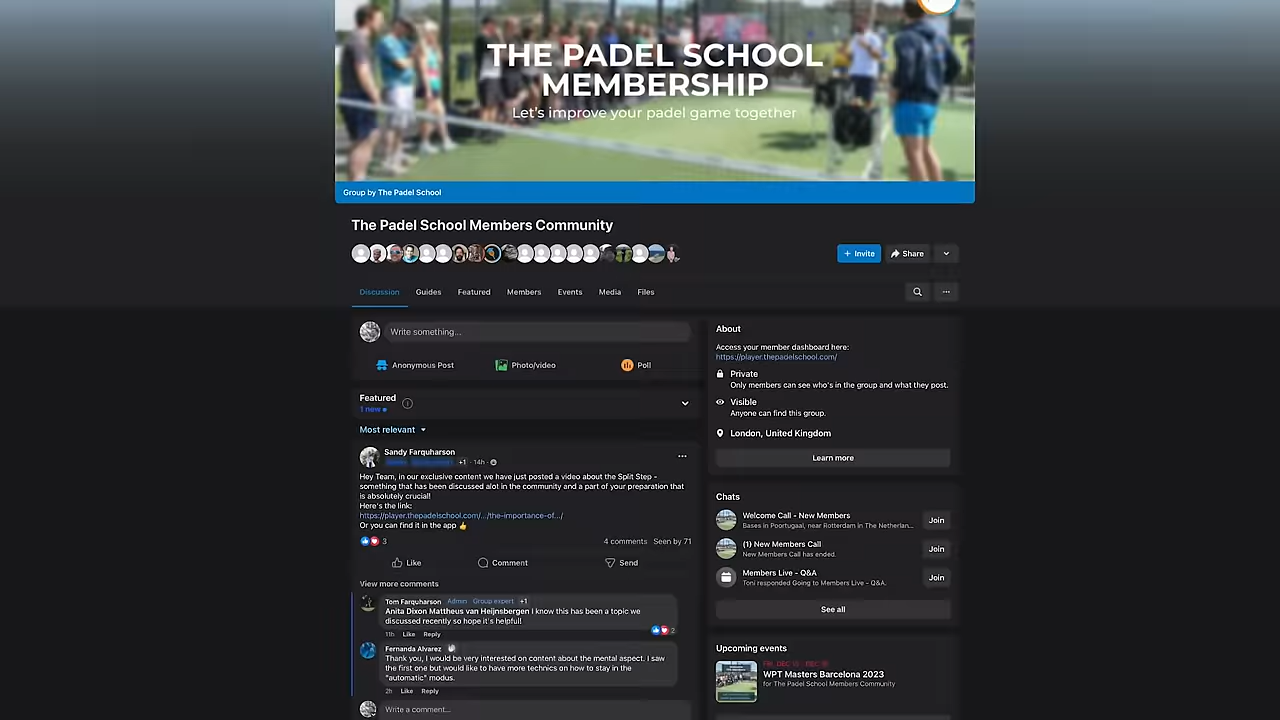 THE PADEL SCHOOL
MEMBERSHIP
Let's improve your padel game together
Group by The Padel School
The Padel School Members Community
+ Invite
Share
Discussion
Guides
Featured
Members
Events
Media
Files
Write something...
Anonymous Post
Photo/video
Poll
Featured
1 new
Most relevant
Sandy Farquharson
+1 · 14h ·
Hey Team, in our exclusive content we have just posted a video about the Split Step -
something that has been discussed alot in the community and a part of your preparation that
is absolutely crucial!
Here's the link:
https://player.thepadelschool.com/.../the-importance-of.../
Or you can find it in the app 👍
3
4 comments
Seen by 71
Like
Comment
Send
View more comments
Tom Farquharson Admin Group expert +1
Anita Dixon Mattheus van Heijnsbergen I know this has been a topic we
discussed recently so hope it's helpful!
2
11h Like Reply
Fernanda Alvarez
Thank you, I would be very interested on content about the mental aspect. I saw
the first one but would like to have more technics on how to stay in the
"automatic" modus.
2h Like Reply
Write a comment...
About
Access your member dashboard here:
https://player.thepadelschool.com/
Private
Only members can see who's in the group and what they post.
Visible
Anyone can find this group.
London, United Kingdom
Learn more
Chats
Welcome Call - New Members
Bases in Poortugaal, near Rotterdam in The Netherlan...
Join
(1) New Members Call
New Members Call has ended.
Join
Members Live - Q&A
Toni responded Going to Members Live - Q&A.
Join
See all
Upcoming events
WPT Masters Barcelona 2023
for The Padel School Members Community